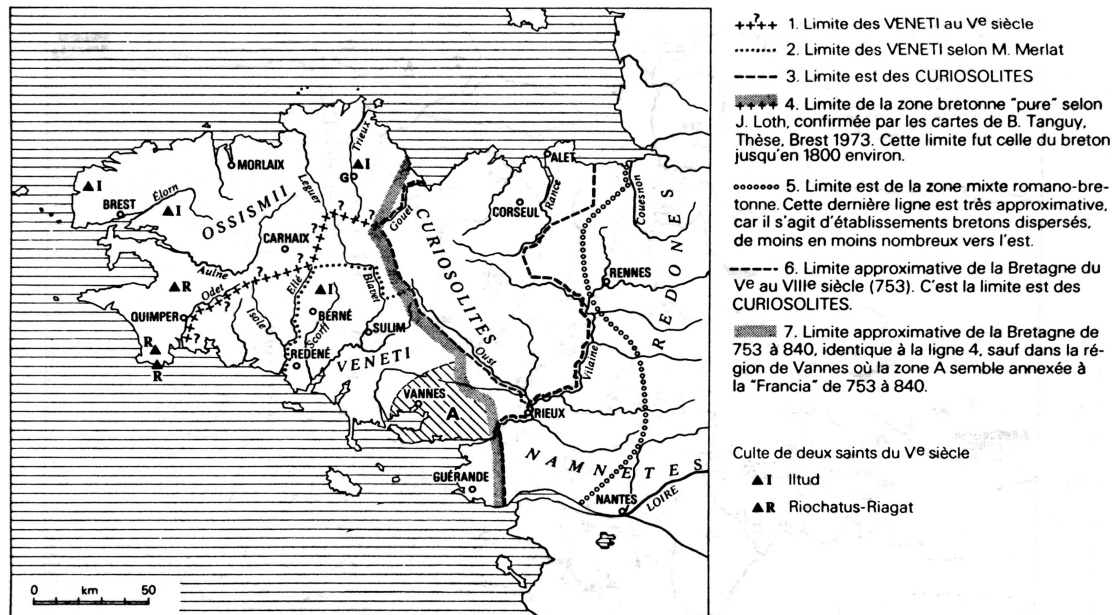 1. Limite des VENETI au Ve siècle
2. Limite des VENETI selon M. Merlat
3. Limite est des CURIOSOLITES
4. Limite de la zone bretonne "pure" selon
J. Loth, confirmée par les cartes de B. Tanguy,
Thèse, Brest 1973. Cette limite fut celle du breton
jusqu'en 1800 environ.
5. Limite est de la zone mixte romano-bre-
tonne. Cette dernière ligne est très approximative,
car il s'agit d'établissements bretons dispersés,
de moins en moins nombreux vers l'est.
6. Limite approximative de la Bretagne du
Ve au VIIIe siècle (753). C'est la limite est des
CURIOSOLITES.
7. Limite approximative de la Bretagne de
753 à 840, identique à la ligne 4, sauf dans la ré-
gion de Vannes où la zone A semble annexée à
la "Francia" de 753 à 840.
Culte de deux saints du Ve siècle
▲I Iltud
▲R Riochatus-Riagat
Trieux
MORLAIX
I
G
I
ALET
Léguer
Élorn
BREST
I
OSSISMII
Gouet
CORSEUL
Rance
Couesnon
CURIOSOLITES
REDONES
CARHAIX
?
?
?
?
Aulne
R
Odet
Ellé
I
Blavet
RENNES
QUIMPER
?
?
Isole
BERNÉ
Scorff
SULIM
R
R
REDENÉ
VENETI
Oust
Vilaine
VANNES
A
RIEUX
NAMNETES
GUÉRANDE
NANTES
LOIRE
0 km 50